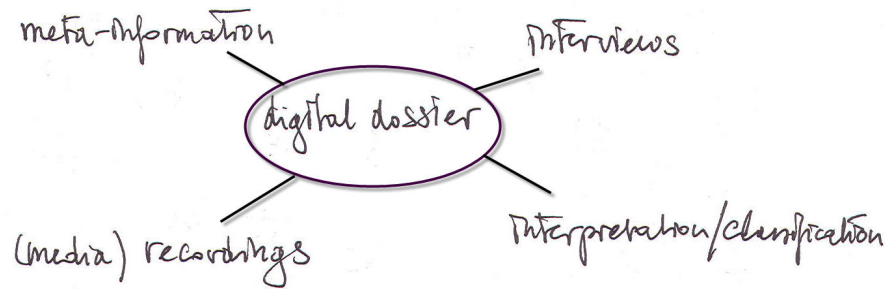 meta-information
interviews
digital dossier
(media) recordings
interpretation/classification